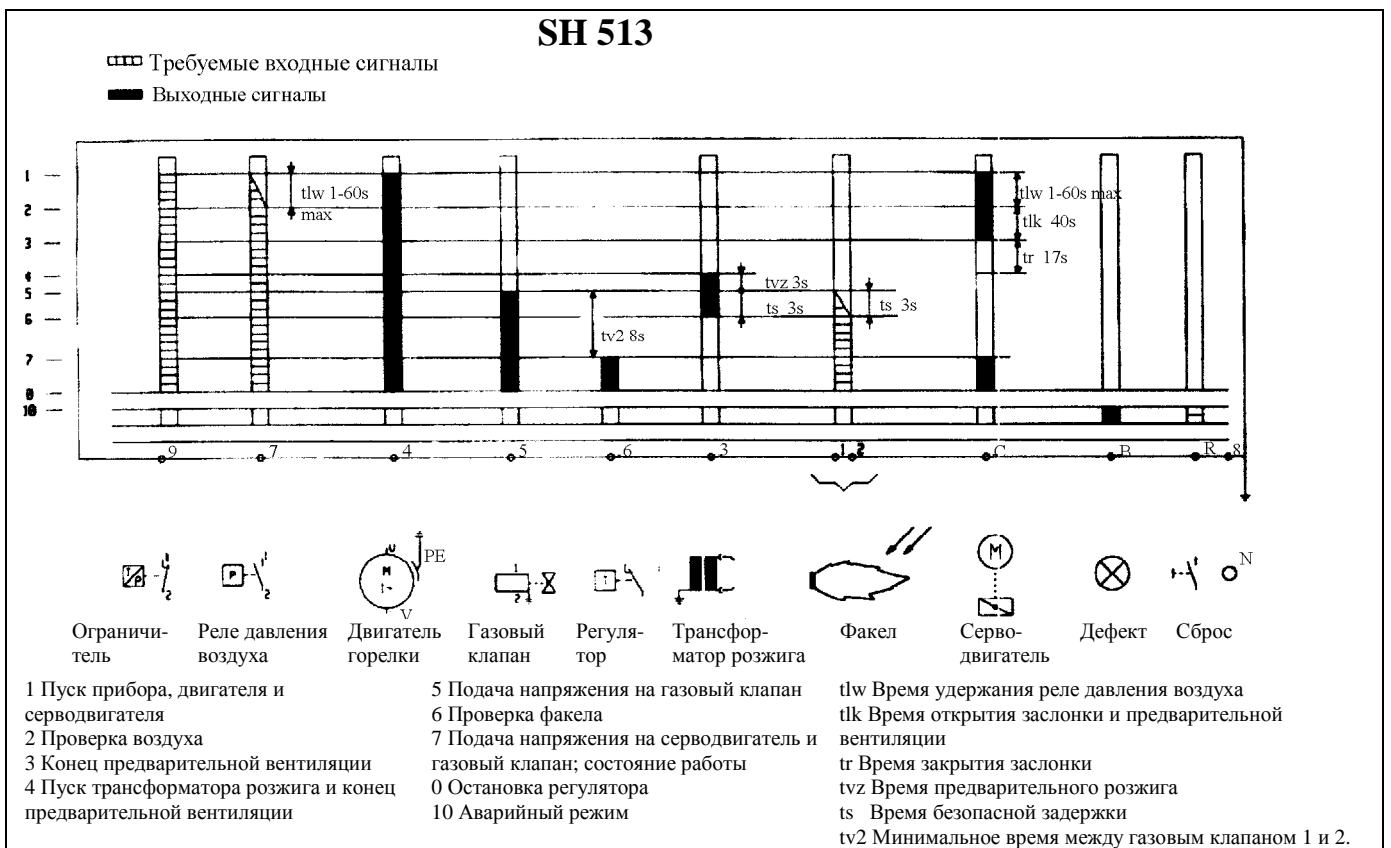 SH 513
Требуемые входные сигналы
Выходные сигналы
1
2
3
4
5
6
7
0
10
tlw 1-60s
max
tv2 8s
tvz 3s
ts 3s
ts 3s
tlw 1-60s max
tlk 40s
tr 17s
9 7 4 5 6 3 1 2 C B R 8
PE
N
P
M
U
V
1
2
T
M
Ограничи-
тель
Реле давления
воздуха
Двигатель
горелки
Газовый
клапан
Регуля-
тор
Трансфор-
матор розжига
Факел
Серво-
двигатель
Дефект
Сброс
1 Пуск прибора, двигателя и
серводвигателя
2 Проверка воздуха
3 Конец предварительной вентиляции
4 Пуск трансформатора розжига и конец
предварительной вентиляции
5 Подача напряжения на газовый клапан
6 Проверка факела
7 Подача напряжения на серводвигатель и
газовый клапан; состояние работы
0 Остановка регулятора
10 Аварийный режим
tlw Время удержания реле давления воздуха
tlk Время открытия заслонки и предварительной
вентиляции
tr Время закрытия заслонки
tvz Время предварительного розжига
ts Время безопасной задержки
tv2 Минимальное время между газовым клапаном 1 и 2.